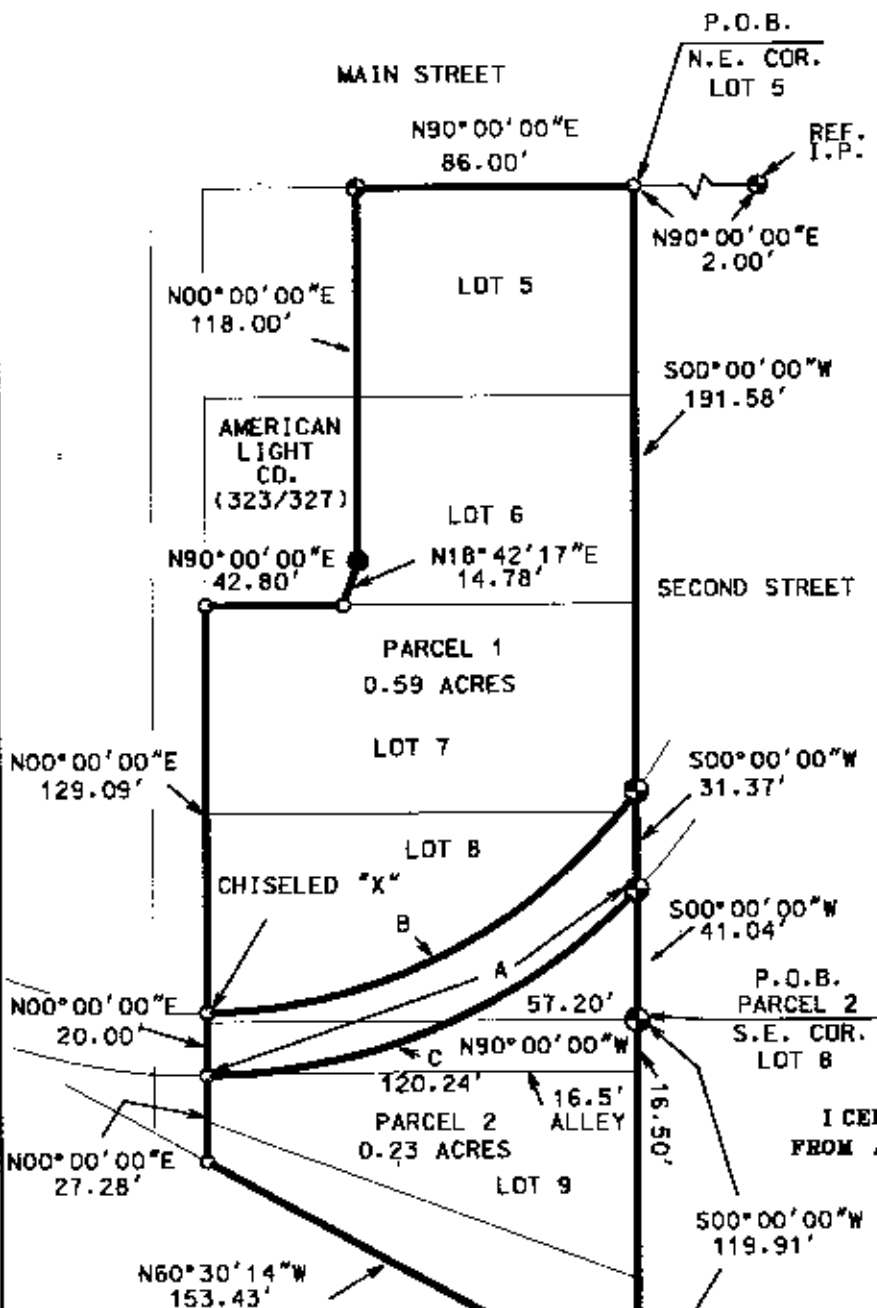 P.O.B.
N.E. COR.
LOT 5
MAIN STREET
N90°00'00"E
86.00'
REF.
I.P.
N90°00'00"E
2.00'
LOT 5
N00°00'00"E
118.00'
S00°00'00"W
191.58'
AMERICAN
LIGHT
CO.
(323/327)
LOT 6
N90°00'00"E
42.80'
N18°42'17"E
14.78'
SECOND STREET
PARCEL 1
0.59 ACRES
LOT 7
N00°00'00"E
129.09'
S00°00'00"W
31.37'
LOT 8
CHISELED "X"
B
S00°00'00"W
41.04'
A
N00°00'00"E
20.00'
57.20'
P.O.B.
PARCEL 2
S.E. COR.
LOT 8
C
N90°00'00"W
120.24'
16.5'
ALLEY
16.50'
PARCEL 2
0.23 ACRES
I CE
FROM
N00°00'00"E
27.28'
LOT 9
S00°00'00"W
119.91'
N60°30'14"W
153.43'